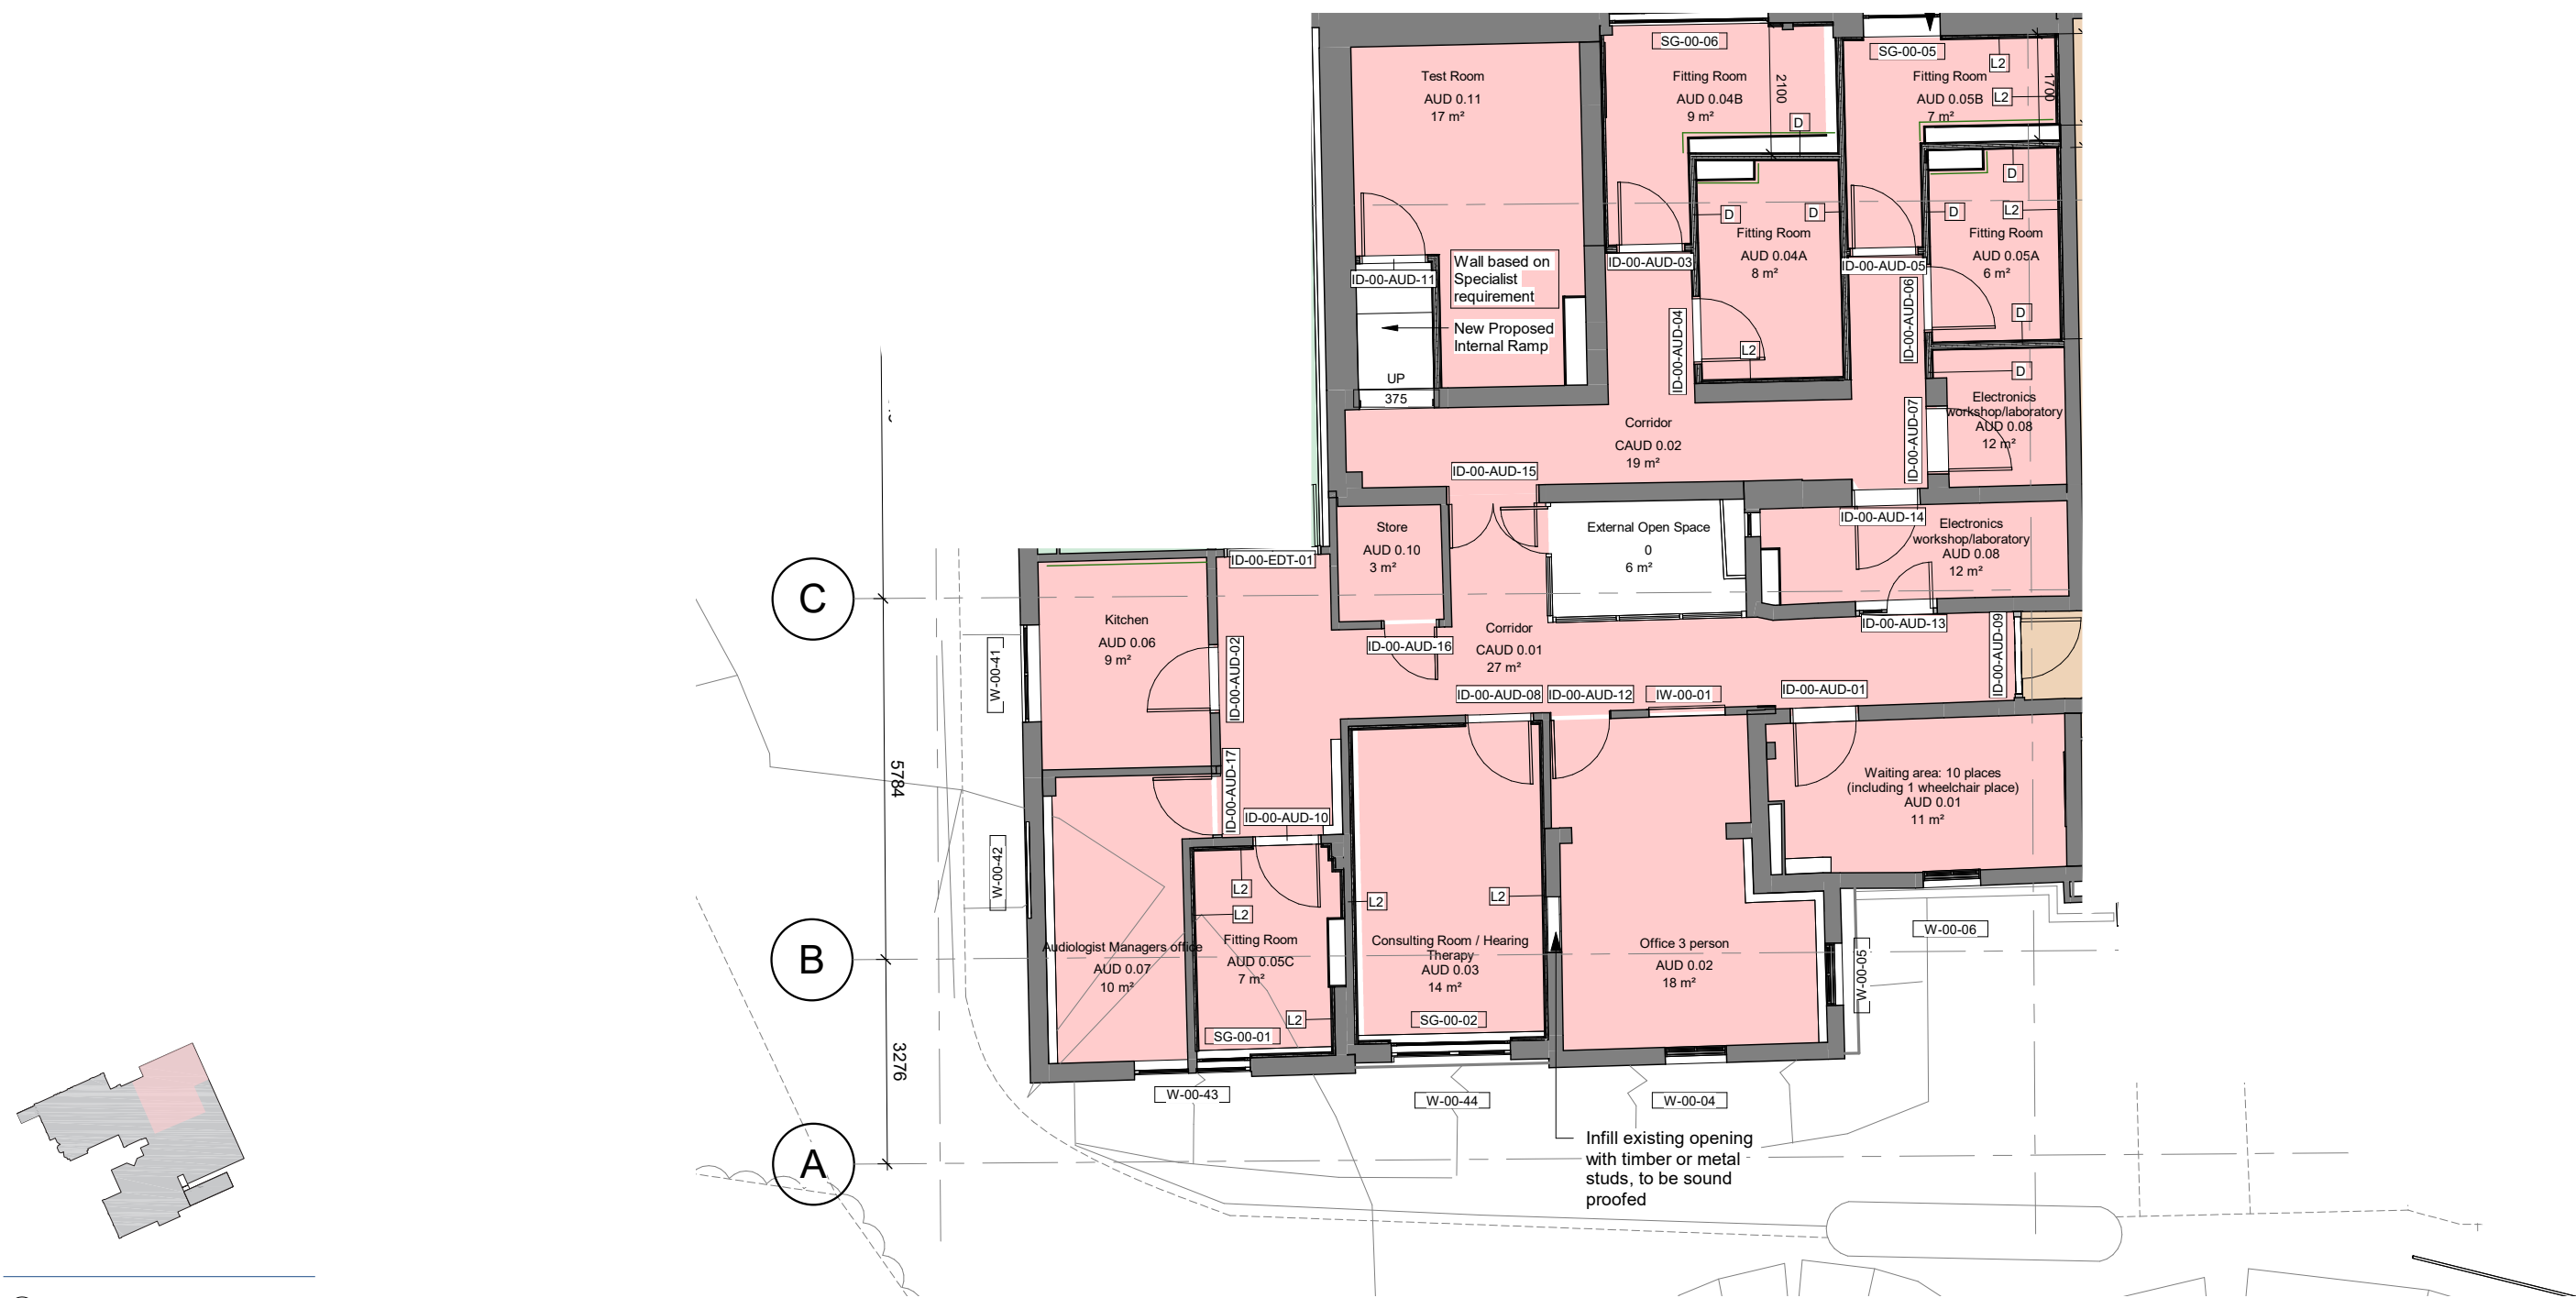 SG-00-06
SG-00-05
Test Room
AUD 0.11
17 m²
Fitting Room
AUD 0.04B
9 m²
2100
D
Fitting Room
AUD 0.05B
7 m²
L2
L2
1700
D
L2
D
D
D
Fitting Room
AUD 0.04A
8 m²
Fitting Room
AUD 0.05A
6 m²
ID-00-AUD-11
Wall based on
Specialist
requirement
New Proposed
Internal Ramp
UP
375
ID-00-AUD-03
ID-00-AUD-04
L2
ID-00-AUD-05
ID-00-AUD-06
D
D
Electronics
workshop/laboratory
AUD 0.08
12 m²
ID-00-AUD-07
Corridor
CAUD 0.02
19 m²
ID-00-AUD-15
ID-00-AUD-14
Store
AUD 0.10
3 m²
External Open Space
0
6 m²
Electronics
workshop/laboratory
AUD 0.08
12 m²
ID-00-EDT-01
C
Kitchen
AUD 0.06
9 m²
W-00-41
ID-00-AUD-02
ID-00-AUD-16
Corridor
CAUD 0.01
27 m²
ID-00-AUD-13
ID-00-AUD-09
ID-00-AUD-08
ID-00-AUD-12
IW-00-01
ID-00-AUD-01
5784
ID-00-AUD-17
ID-00-AUD-10
Waiting area: 10 places
(including 1 wheelchair place)
AUD 0.01
11 m²
W-00-42
L2
L2
L2
L2
W-00-06
B
Audiologist Managers office
AUD 0.07
10 m²
Fitting Room
AUD 0.05C
7 m²
Consulting Room / Hearing
Therapy
AUD 0.03
14 m²
Office 3 person
AUD 0.02
18 m²
W-00-05
L2
SG-00-01
SG-00-02
3276
W-00-43
W-00-44
W-00-04
A
Infill existing opening
with timber or metal
studs, to be sound
proofed